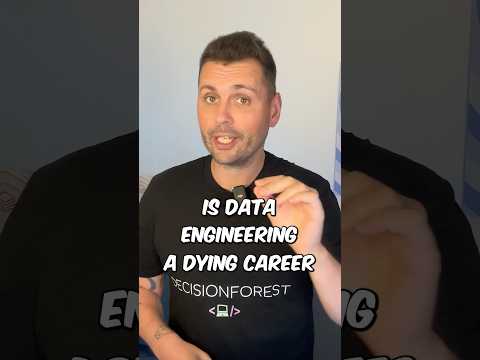 IS DATA
ENGINEERING
A DYING CAREER
DECISIONFOREST